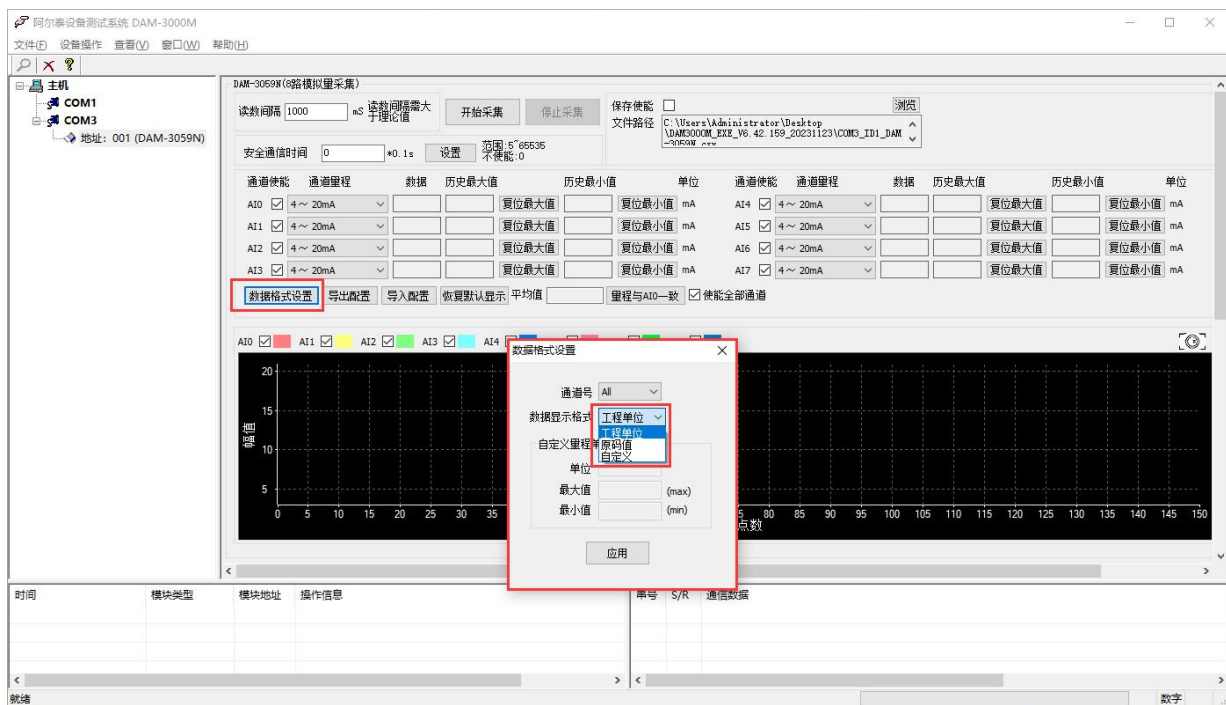 阿尔泰设备测试系统 DAM-3000M
文件(F) 设备操作 查看(V) 窗口(W) 帮助(H)
主机
COM1
COM3
地址: 001 (DAM-3059N)
DAM-3059N(8路模拟量采集)
读数间隔 1000 mS 读数间隔需大于理论值 开始采集 停止采集
保存使能 浏览
文件路径 C:\Users\Administrator\Desktop
\DAM3000M_EXE_V6.42.159_20231123\COM3_ID1_DAM
-3059N.csv
安全通信时间 0 *0.1s 设置 范围:5~65535
不使能:0
通道使能 通道里程 数据 历史最大值 历史最小值 单位 通道使能 通道里程 数据 历史最大值 历史最小值 单位
AI0 4～ 20mA 复位最大值 复位最小值 mA AI4 4～ 20mA 复位最大值 复位最小值 mA
AI1 4～ 20mA 复位最大值 复位最小值 mA AI5 4～ 20mA 复位最大值 复位最小值 mA
AI2 4～ 20mA 复位最大值 复位最小值 mA AI6 4～ 20mA 复位最大值 复位最小值 mA
AI3 4～ 20mA 复位最大值 复位最小值 mA AI7 4～ 20mA 复位最大值 复位最小值 mA
数据格式设置 导出配置 导入配置 恢复默认显示 平均值 量程与AI0一致 使能全部通道
AI0 AI1 AI2 AI3 AI4
幅值
20
15
10
5
0 5 10 15 20 25 30 35 5 80 85 90 95 100 105 110 115 120 125 130 135 140 145 150
点数
数据格式设置
通道号 All
数据显示格式 工程单位
工程单位
原码值
自定义
自定义里程
单位
最大值 (max)
最小值 (min)
应用
时间 模块类型 模块地址 操作信息
串号 S/R 通信数据
就绪 数字